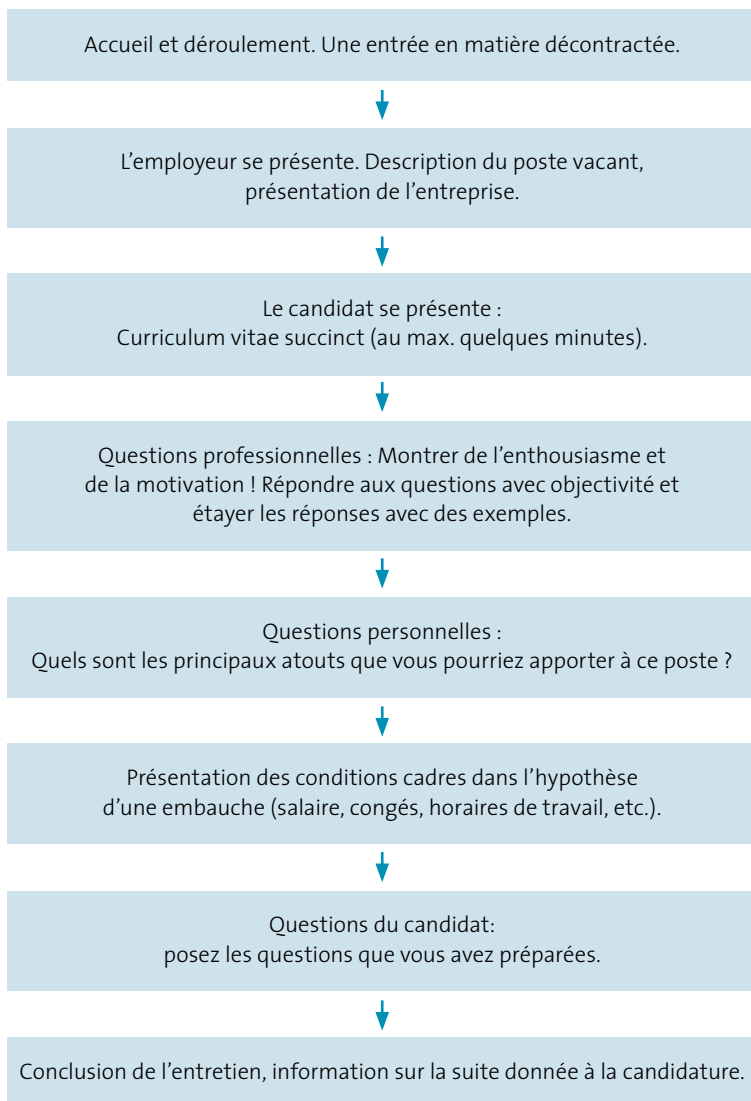 Accueil et déroulement. Une entrée en matière décontractée.
L’employeur se présente. Description du poste vacant,
présentation de l’entreprise.
Le candidat se présente :
Curriculum vitae succinct (au max. quelques minutes).
Questions professionnelles : Montrer de l’enthousiasme et
de la motivation ! Répondre aux questions avec objectivité et
étayer les réponses avec des exemples.
Questions personnelles :
Quels sont les principaux atouts que vous pourriez apporter à ce poste ?
Présentation des conditions cadres dans l’hypothèse
d’une embauche (salaire, congés, horaires de travail, etc.).
Questions du candidat:
posez les questions que vous avez préparées.
Conclusion de l’entretien, information sur la suite donnée à la candidature.